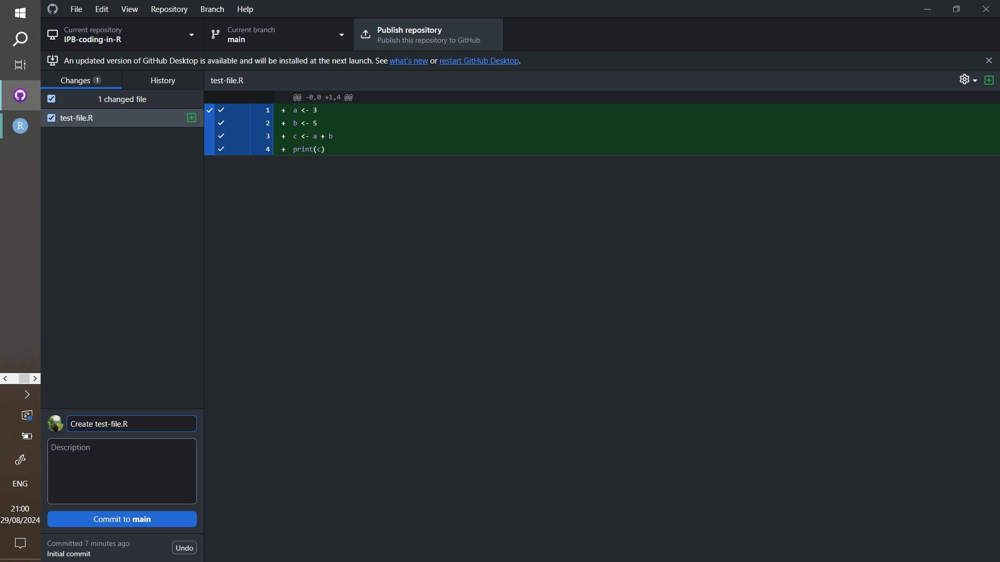 File Edit View Repository Branch Help
Current repository
IPB-coding-in-R
Current branch
main
Publish repository
Publish this repository to GitHub
An updated version of GitHub Desktop is available and will be installed at the next launch. See what's new or restart GitHub Desktop.
Changes 1
History
test-file.R
1 changed file
test-file.R
@@ -0,0 +1,4 @@
1 + a <- 3
2 + b <- 5
3 + c <- a + b
4 + print(c)
R
Create test-file.R
Description
Commit to main
Committed 7 minutes ago
Initial commit
Undo
ENG
21:00
29/08/2024